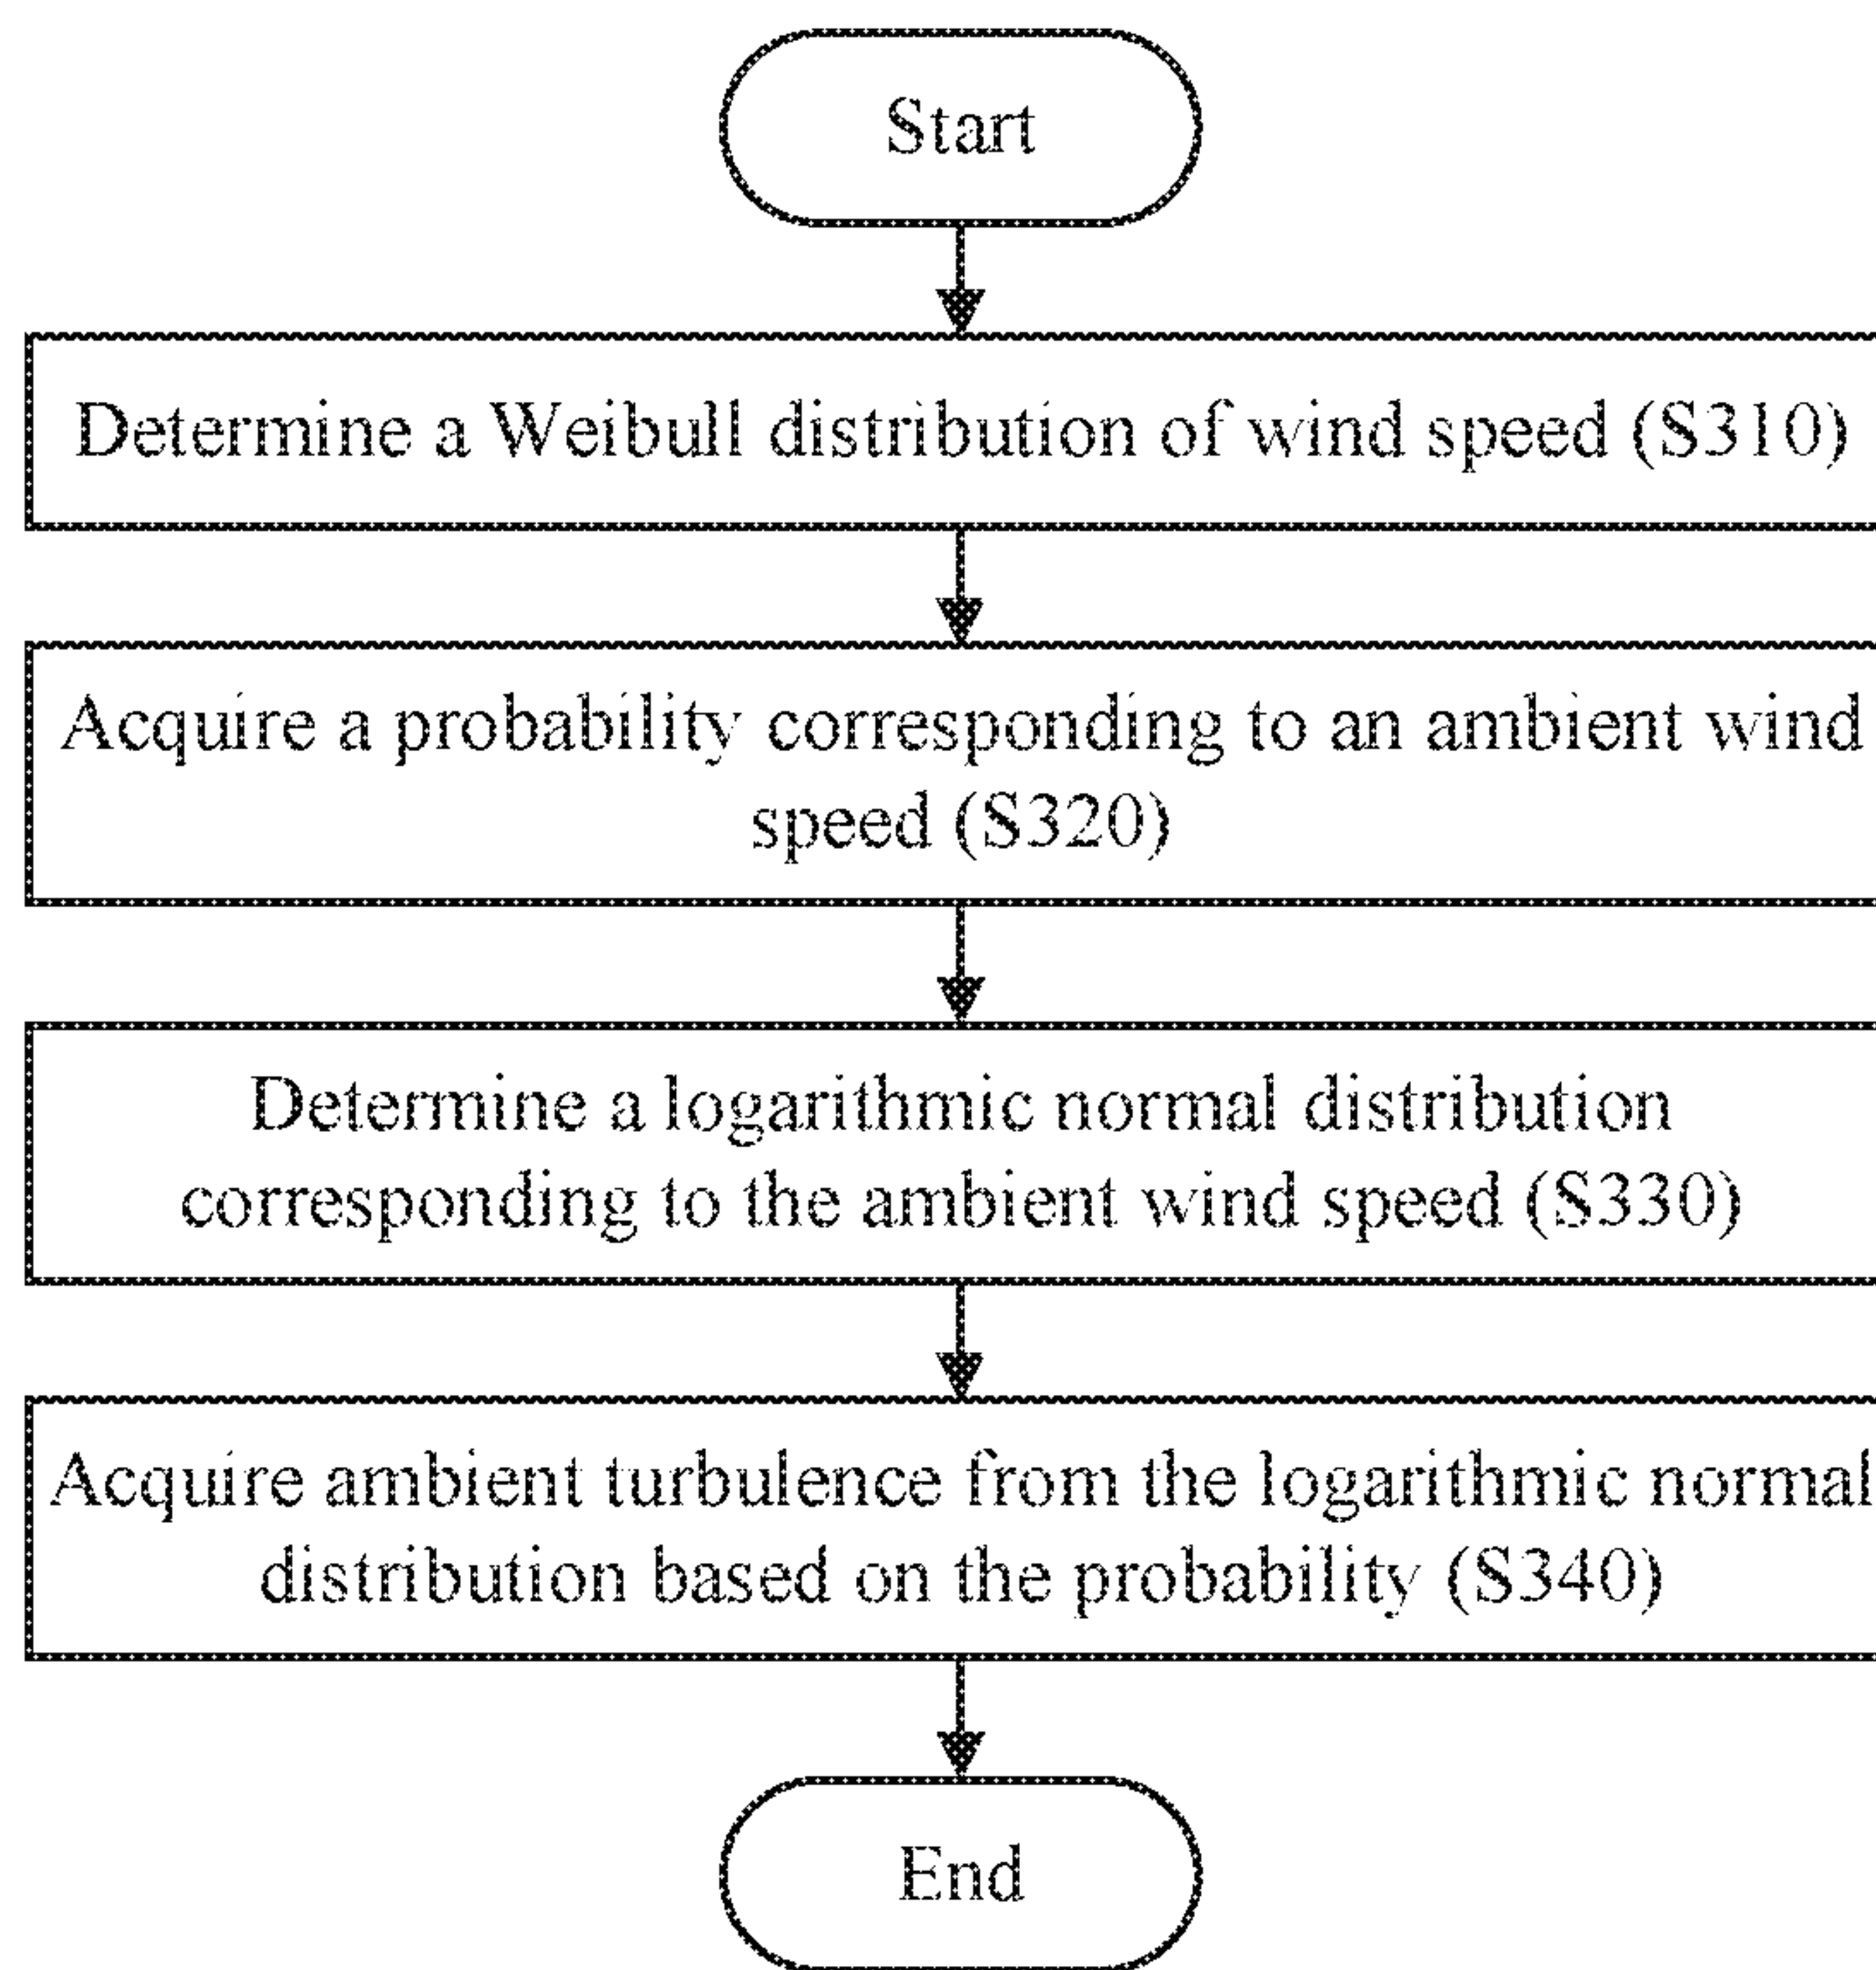 Start
Determine a Weibull distribution of wind speed (S310)
Acquire a probability corresponding to an ambient wind
speed (S320)
Determine a logarithmic normal distribution
corresponding to the ambient wind speed (S330)
Acquire ambient turbulence from the logarithmic normal
distribution based on the probability (S340)
End